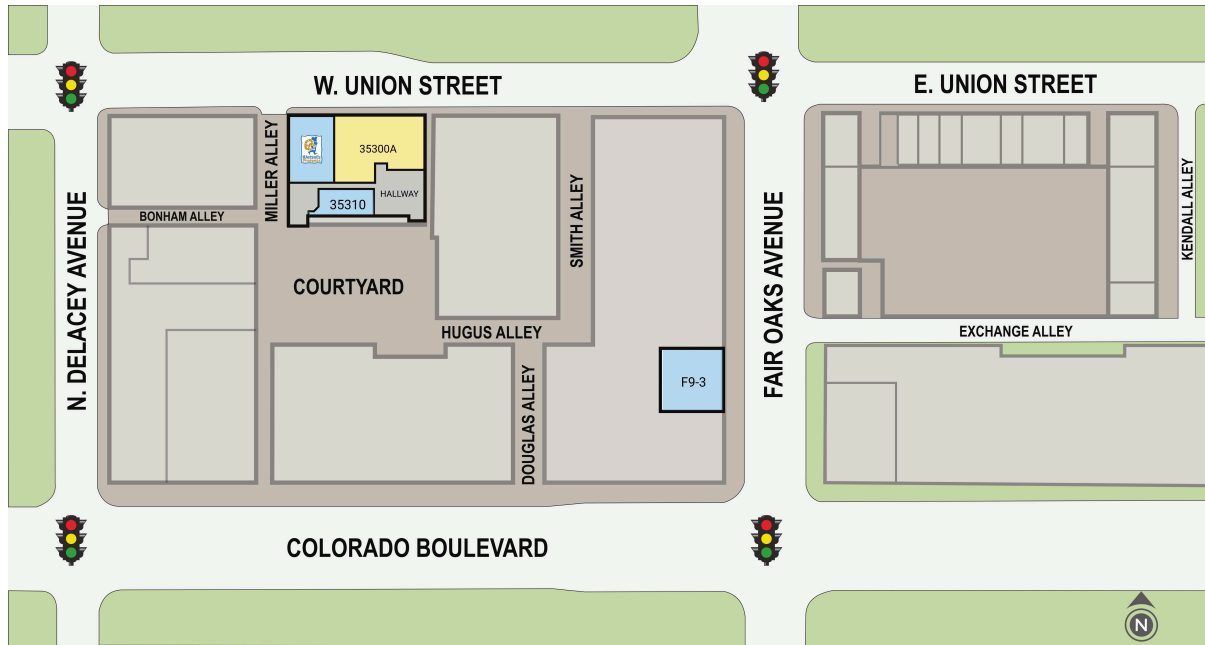 W. UNION STREET
E. UNION STREET
MILLER ALLEY
35300A
HALLWAY
35310
BONHAM ALLEY
SMITH ALLEY
KENDALL ALLEY
N. DELACEY AVENUE
FAIR OAKS AVENUE
COURTYARD
HUGUS ALLEY
EXCHANGE ALLEY
F9-3
DOUGLAS ALLEY
COLORADO BOULEVARD
N